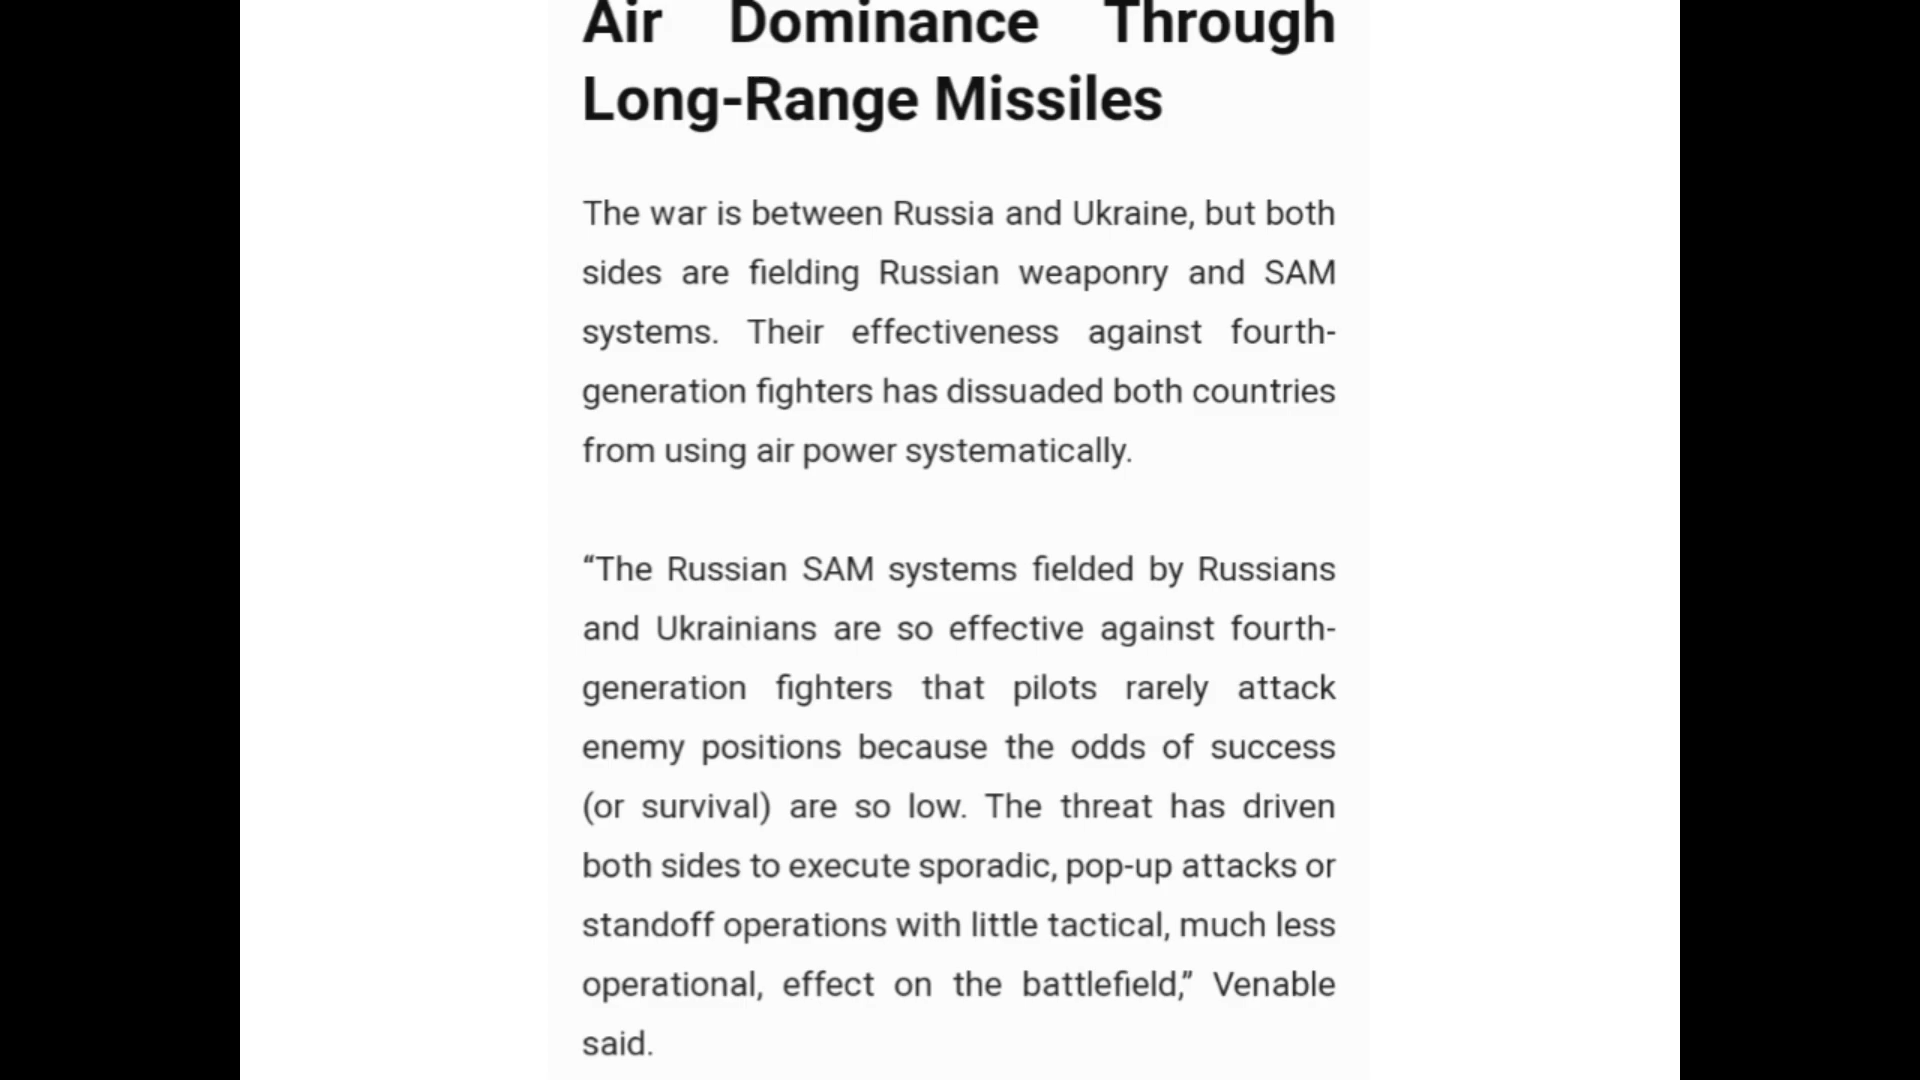 Air Dominance Through
Long-Range Missiles
The war is between Russia and Ukraine, but both
sides are fielding Russian weaponry and SAM
systems. Their effectiveness against fourth-
generation fighters has dissuaded both countries
from using air power systematically.
“The Russian SAM systems fielded by Russians
and Ukrainians are so effective against fourth-
generation fighters that pilots rarely attack
enemy positions because the odds of success
(or survival) are so low. The threat has driven
both sides to execute sporadic, pop-up attacks or
standoff operations with little tactical, much less
operational, effect on the battlefield,” Venable
said.